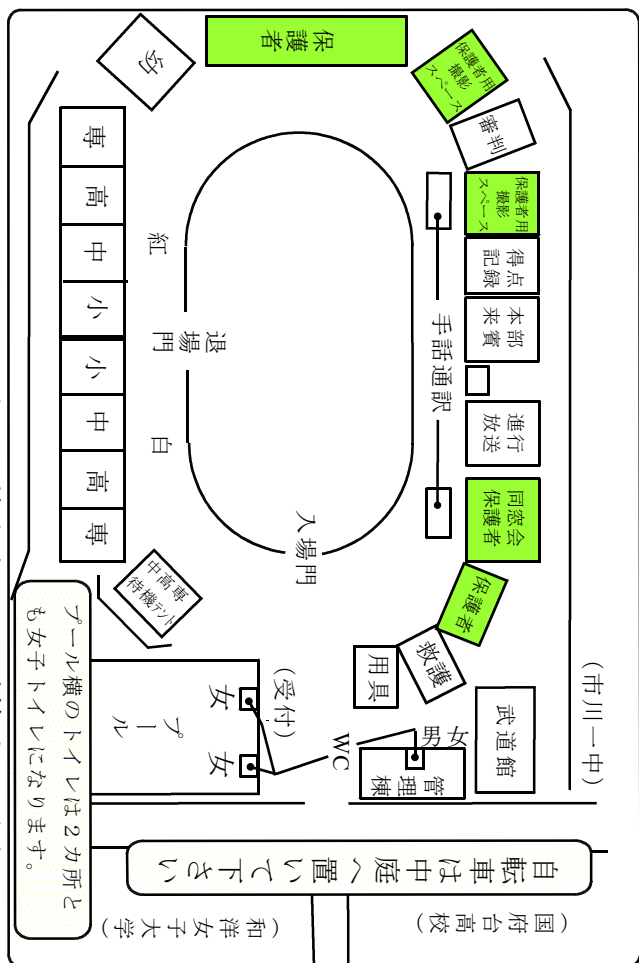 保護者
幼
保護者用
撮影
スペース
審判
保護者用
撮影
スペース
得点
記録
本部
来賓
進行
放送
同窓会
保護者
保護者
救護
用具
武道館
管理棟
男女
WC
手話通訳
専
高
中
小
小
中
高
専
紅
白
退場門
入場門
中高専
待機テント
(受付)
女
女
プール
プール横のトイレは2カ所と
も女子トイレになります。
自転車は中庭へ置いて下さい
(市川一中)
(国府台高校)
(和洋女子大学)